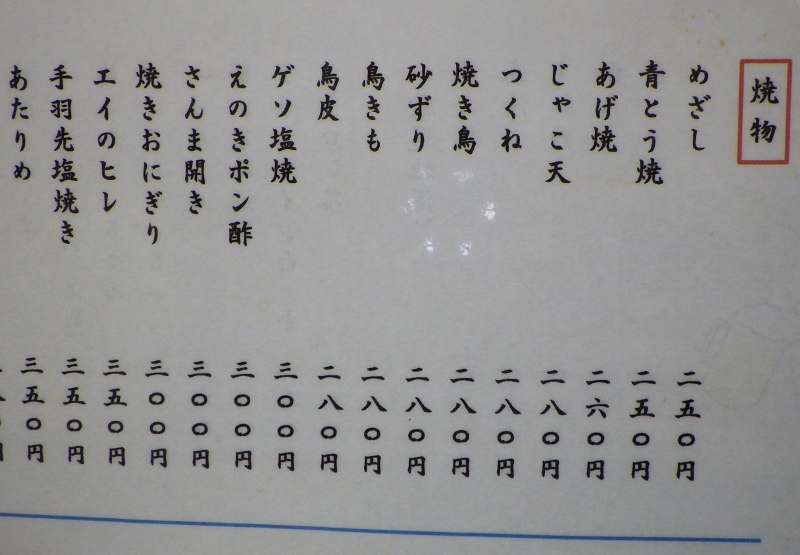 焼物
めざし 二五〇円
青とう焼 二五〇円
あげ焼 二六〇円
じゃこ天 二八〇円
つくね 二八〇円
焼き鳥 二八〇円
砂ずり 二八〇円
鳥きも 二八〇円
鳥皮 二八〇円
ゲソ塩焼 三〇〇円
えのきポン酢 三〇〇円
さんま開き 三〇〇円
焼きおにぎり 三〇〇円
エイのヒレ 三五〇円
手羽先塩焼き 三五〇円
あたりめ 三五〇円